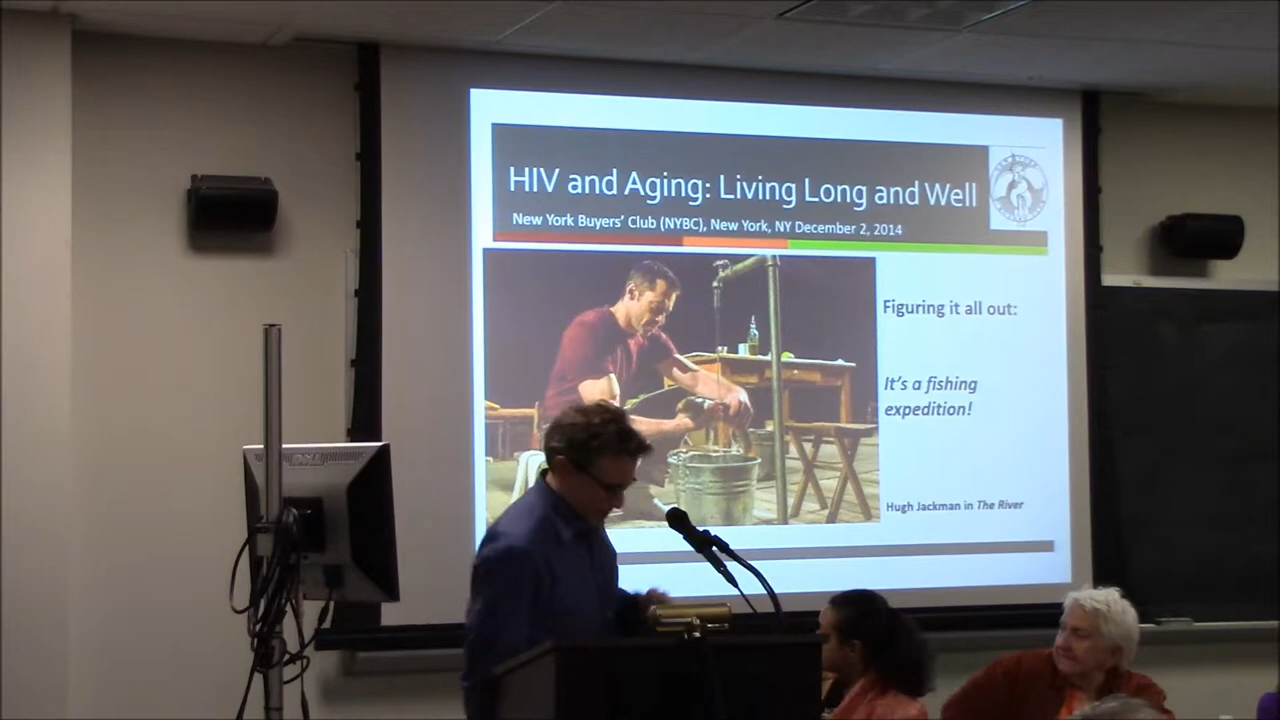 HIV and Aging: Living Long and Well
New York Buyers' Club (NYBC), New York, NY December 2, 2014
Figuring it all out:
It's a fishing
expedition!
Hugh Jackman in The River